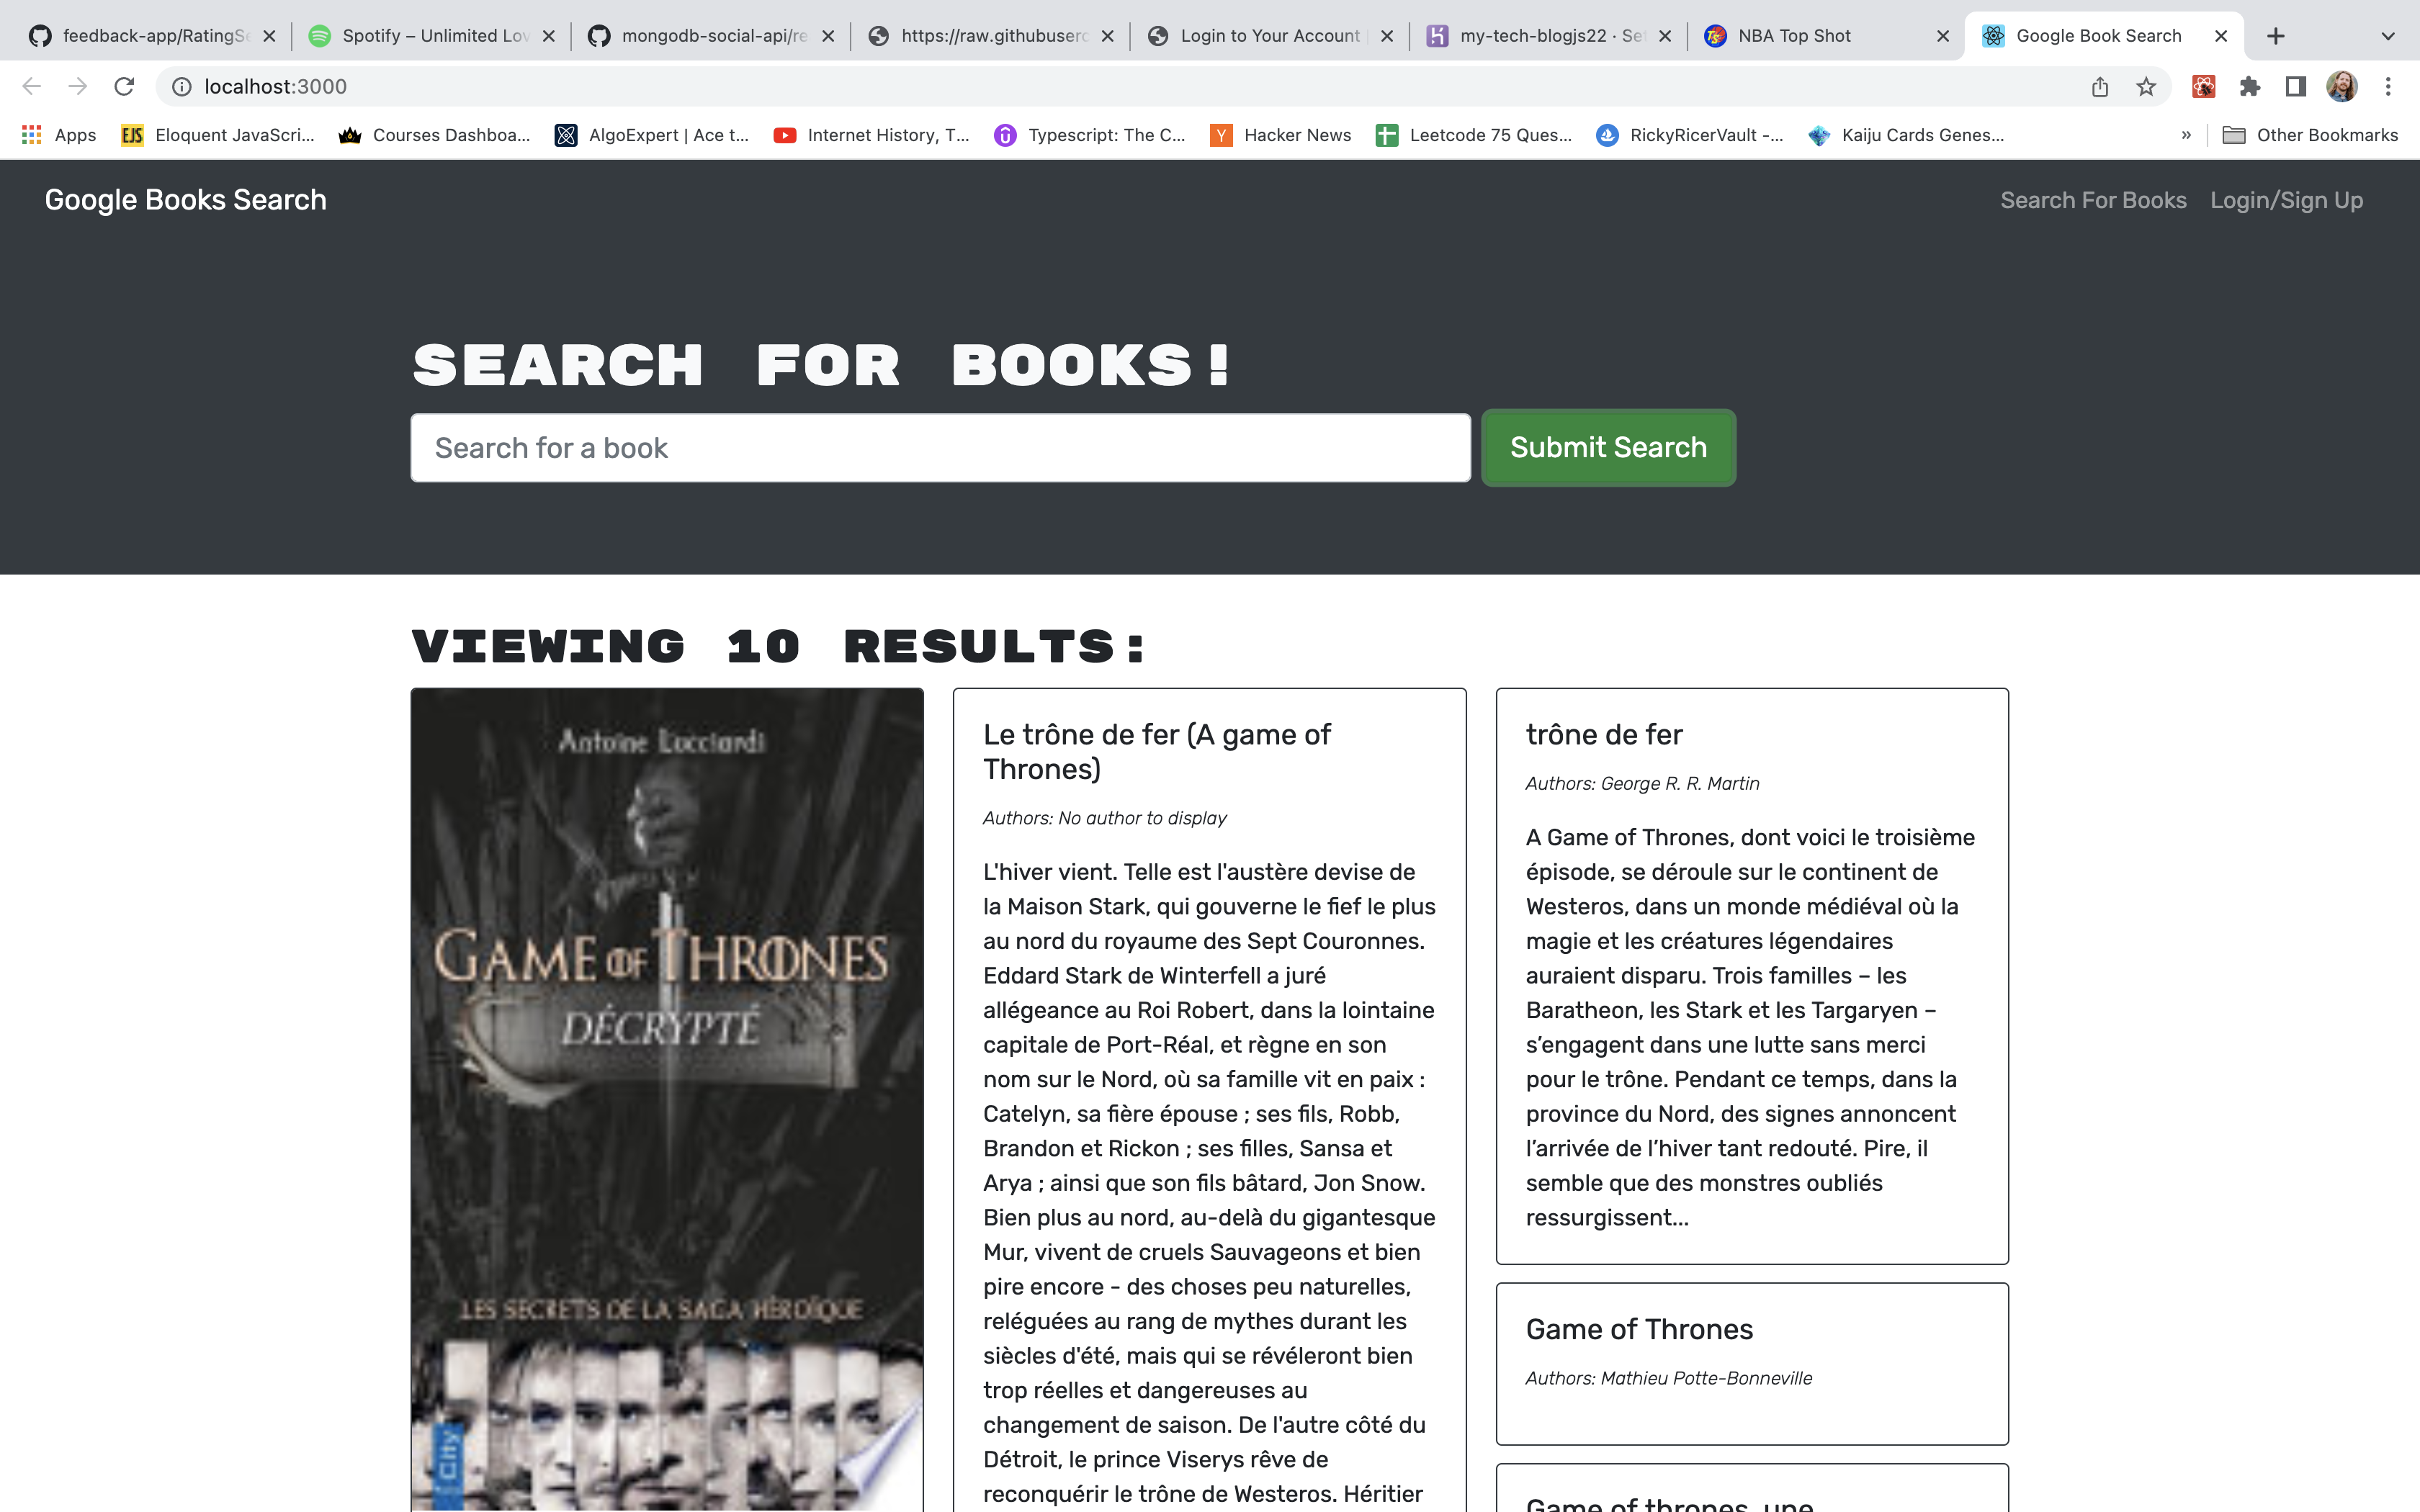 feedback-app/RatingSe
Spotify – Unlimited Lov
mongodb-social-api/re
https://raw.githubuserc
Login to Your Account
my-tech-blogjs22 · Set
NBA Top Shot
Google Book Search
localhost:3000
Apps
Eloquent JavaScri...
Courses Dashboa...
AlgoExpert | Ace t...
Internet History, T...
Typescript: The C...
Hacker News
Leetcode 75 Ques...
RickyRicerVault -...
Kaiju Cards Genes...
»
Other Bookmarks
Google Books Search
Search For Books
Login/Sign Up
SEARCH FOR BOOKS!
Search for a book
Submit Search
VIEWING 10 RESULTS:
Antoine Lucciardi
GAME OF THRONES
DÉCRYPTÉ
LES SECRETS DE LA SAGA HÉROÏQUE
City
Le trône de fer (A game of
Thrones)
Authors: No author to display
L'hiver vient. Telle est l'austère devise de
la Maison Stark, qui gouverne le fief le plus
au nord du royaume des Sept Couronnes.
Eddard Stark de Winterfell a juré
allégeance au Roi Robert, dans la lointaine
capitale de Port-Réal, et règne en son
nom sur le Nord, où sa famille vit en paix :
Catelyn, sa fière épouse ; ses fils, Robb,
Brandon et Rickon ; ses filles, Sansa et
Arya ; ainsi que son fils bâtard, Jon Snow.
Bien plus au nord, au-delà du gigantesque
Mur, vivent de cruels Sauvageons et bien
pire encore - des choses peu naturelles,
reléguées au rang de mythes durant les
siècles d'été, mais qui se révéleront bien
trop réelles et dangereuses au
changement de saison. De l'autre côté du
Détroit, le prince Viserys rêve de
reconquérir le trône de Westeros. Héritier
trône de fer
Authors: George R. R. Martin
A Game of Thrones, dont voici le troisième
épisode, se déroule sur le continent de
Westeros, dans un monde médiéval où la
magie et les créatures légendaires
auraient disparu. Trois familles – les
Baratheon, les Stark et les Targaryen –
s’engagent dans une lutte sans merci
pour le trône. Pendant ce temps, dans la
province du Nord, des signes annoncent
l’arrivée de l’hiver tant redouté. Pire, il
semble que des monstres oubliés
ressurgissent...
Game of Thrones
Authors: Mathieu Potte-Bonneville
Game of thrones, une